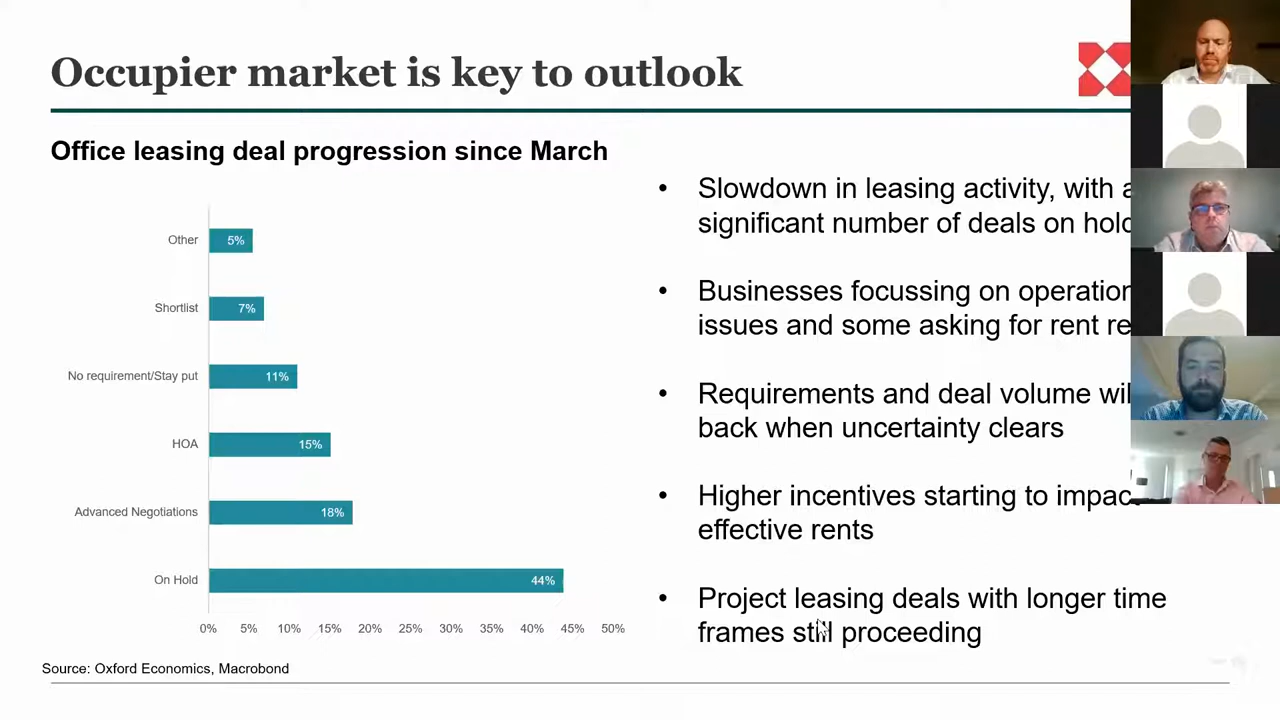 Occupier market is key to outlook
Office leasing deal progression since March
Other 5%
Shortlist 7%
No requirement/Stay put 11%
HOA 15%
Advanced Negotiations 18%
On Hold 44%
0% 5% 10% 15% 20% 25% 30% 35% 40% 45% 50%
Source: Oxford Economics, Macrobond
• Slowdown in leasing activity, with
significant number of deals on
• Businesses focussing on
issues and some asking for rent
• Requirements and deal volume
back when uncertainty clears
• Higher incentives starting to impact
effective rents
• Project leasing deals with longer time
frames still proceeding